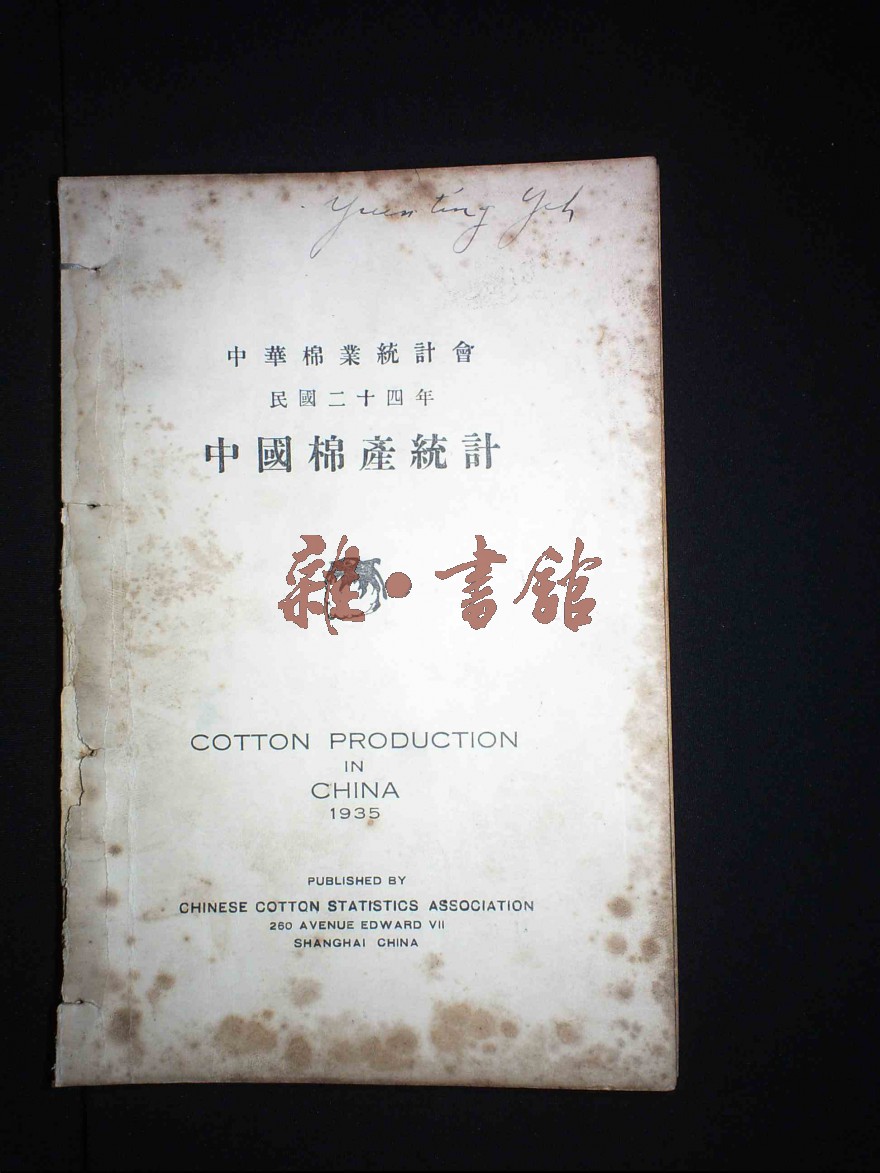 Yuen ting Yeh
中華棉業統計會
民國二十四年
中國棉產統計
雜·書館
COTTON PRODUCTION
IN
CHINA
1935
PUBLISHED BY
CHINESE COTTON STATISTICS ASSOCIATION
260 AVENUE EDWARD VII
SHANGHAI CHINA